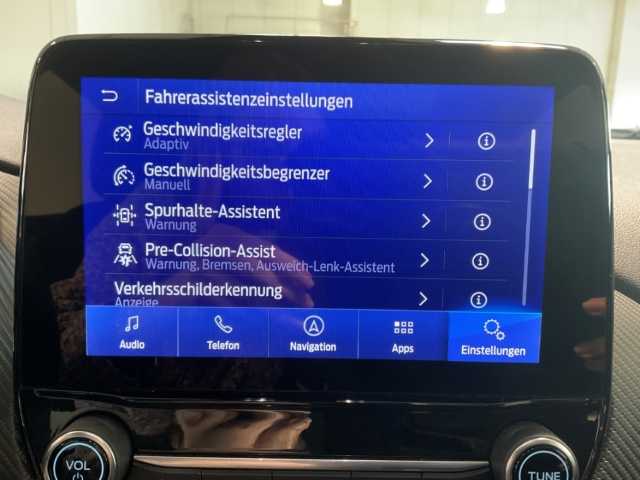 Fahrerassistenzeinstellungen
Geschwindigkeitsregler
Adaptiv
Geschwindigkeitsbegrenzer
Manuell
Spurhalte-Assistent
Warnung
Pre-Collision-Assist
Warnung, Bremsen, Ausweich-Lenk-Assistent
Verkehrsschilderkennung
Anzeige
Audio
Telefon
Navigation
Apps
Einstellungen
VOL
TUNE